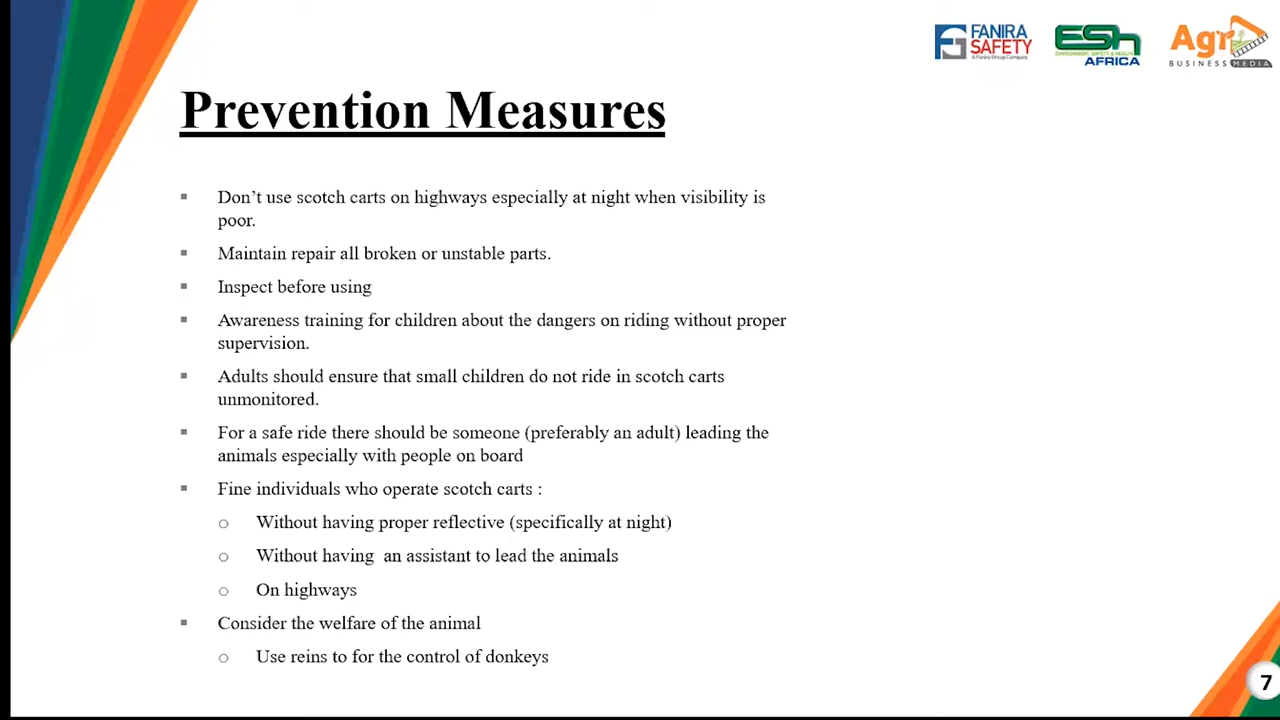 FANIRA
SAFETY
A Fanira Group Company
ESh
ENVIRONMENT, SAFETY & HEALTH
AFRICA
Agr
BUSINESS MEDIA
Prevention Measures
Don’t use scotch carts on highways especially at night when visibility is
poor.
Maintain repair all broken or unstable parts.
Inspect before using
Awareness training for children about the dangers on riding without proper
supervision.
Adults should ensure that small children do not ride in scotch carts
unmonitored.
For a safe ride there should be someone (preferably an adult) leading the
animals especially with people on board
Fine individuals who operate scotch carts :
Without having proper reflective (specifically at night)
Without having an assistant to lead the animals
On highways
Consider the welfare of the animal
Use reins to for the control of donkeys
7